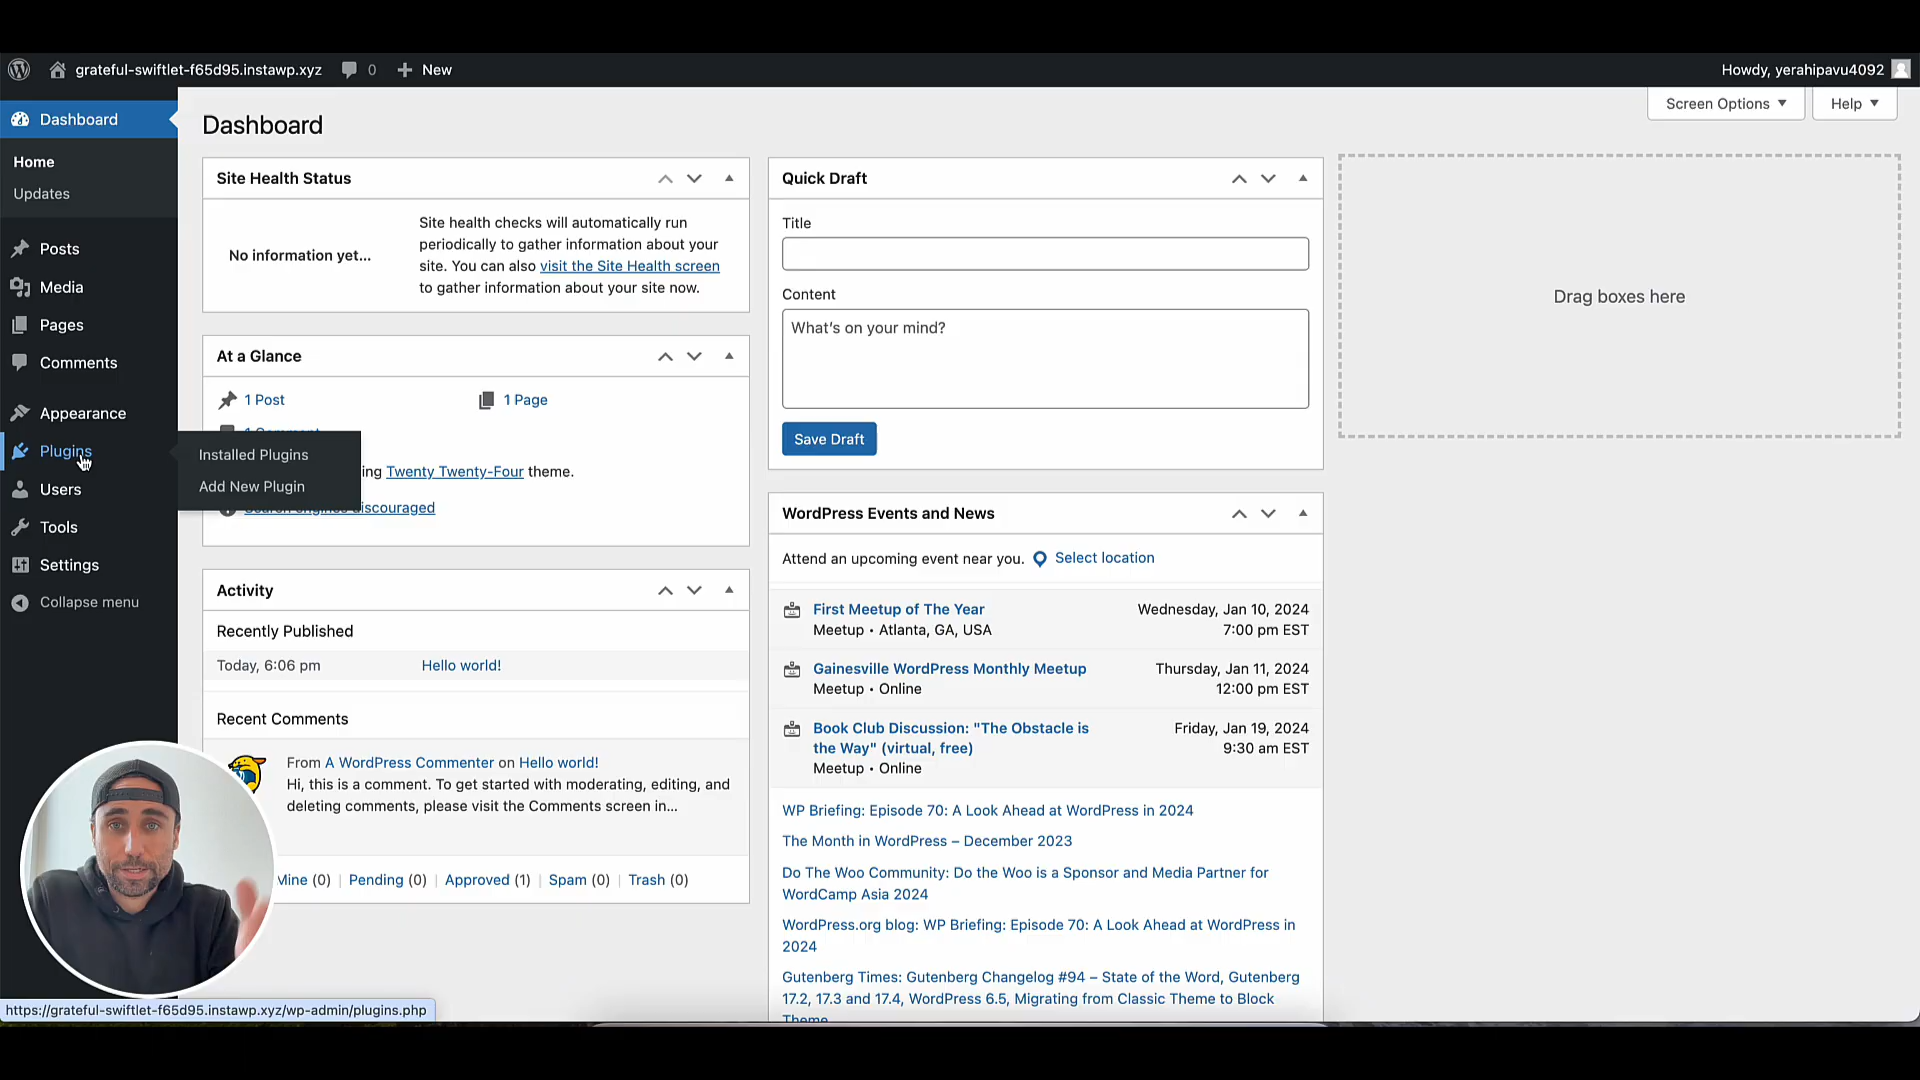 grateful-swiftlet-f65d95.instawp.xyz
0
New
Howdy, yerahipavu4092
Screen Options
Help
Dashboard
Home
Updates
Posts
Media
Pages
Comments
Appearance
Plugins
Users
Tools
Settings
Collapse menu
Installed Plugins
Add New Plugin
Dashboard
Site Health Status
No information yet...
Site health checks will automatically run
periodically to gather information about your
site. You can also visit the Site Health screen
to gather information about your site now.
At a Glance
1 Post
1 Page
1 Comment
ing Twenty Twenty-Four theme.
Search engines discouraged
Activity
Recently Published
Today, 6:06 pm
Hello world!
Recent Comments
From A WordPress Commenter on Hello world!
Hi, this is a comment. To get started with moderating, editing, and
deleting comments, please visit the Comments screen in...
Mine (0) | Pending (0) | Approved (1) | Spam (0) | Trash (0)
Quick Draft
Title
Content
What's on your mind?
Save Draft
WordPress Events and News
Attend an upcoming event near you. Select location
First Meetup of The Year
Meetup • Atlanta, GA, USA
Wednesday, Jan 10, 2024
7:00 pm EST
Gainesville WordPress Monthly Meetup
Meetup • Online
Thursday, Jan 11, 2024
12:00 pm EST
Book Club Discussion: "The Obstacle is
the Way" (virtual, free)
Meetup • Online
Friday, Jan 19, 2024
9:30 am EST
WP Briefing: Episode 70: A Look Ahead at WordPress in 2024
The Month in WordPress – December 2023
Do The Woo Community: Do the Woo is a Sponsor and Media Partner for
WordCamp Asia 2024
WordPress.org blog: WP Briefing: Episode 70: A Look Ahead at WordPress in
2024
Gutenberg Times: Gutenberg Changelog #94 – State of the Word, Gutenberg
17.2, 17.3 and 17.4, WordPress 6.5, Migrating from Classic Theme to Block
Theme
Drag boxes here
https://grateful-swiftlet-f65d95.instawp.xyz/wp-admin/plugins.php